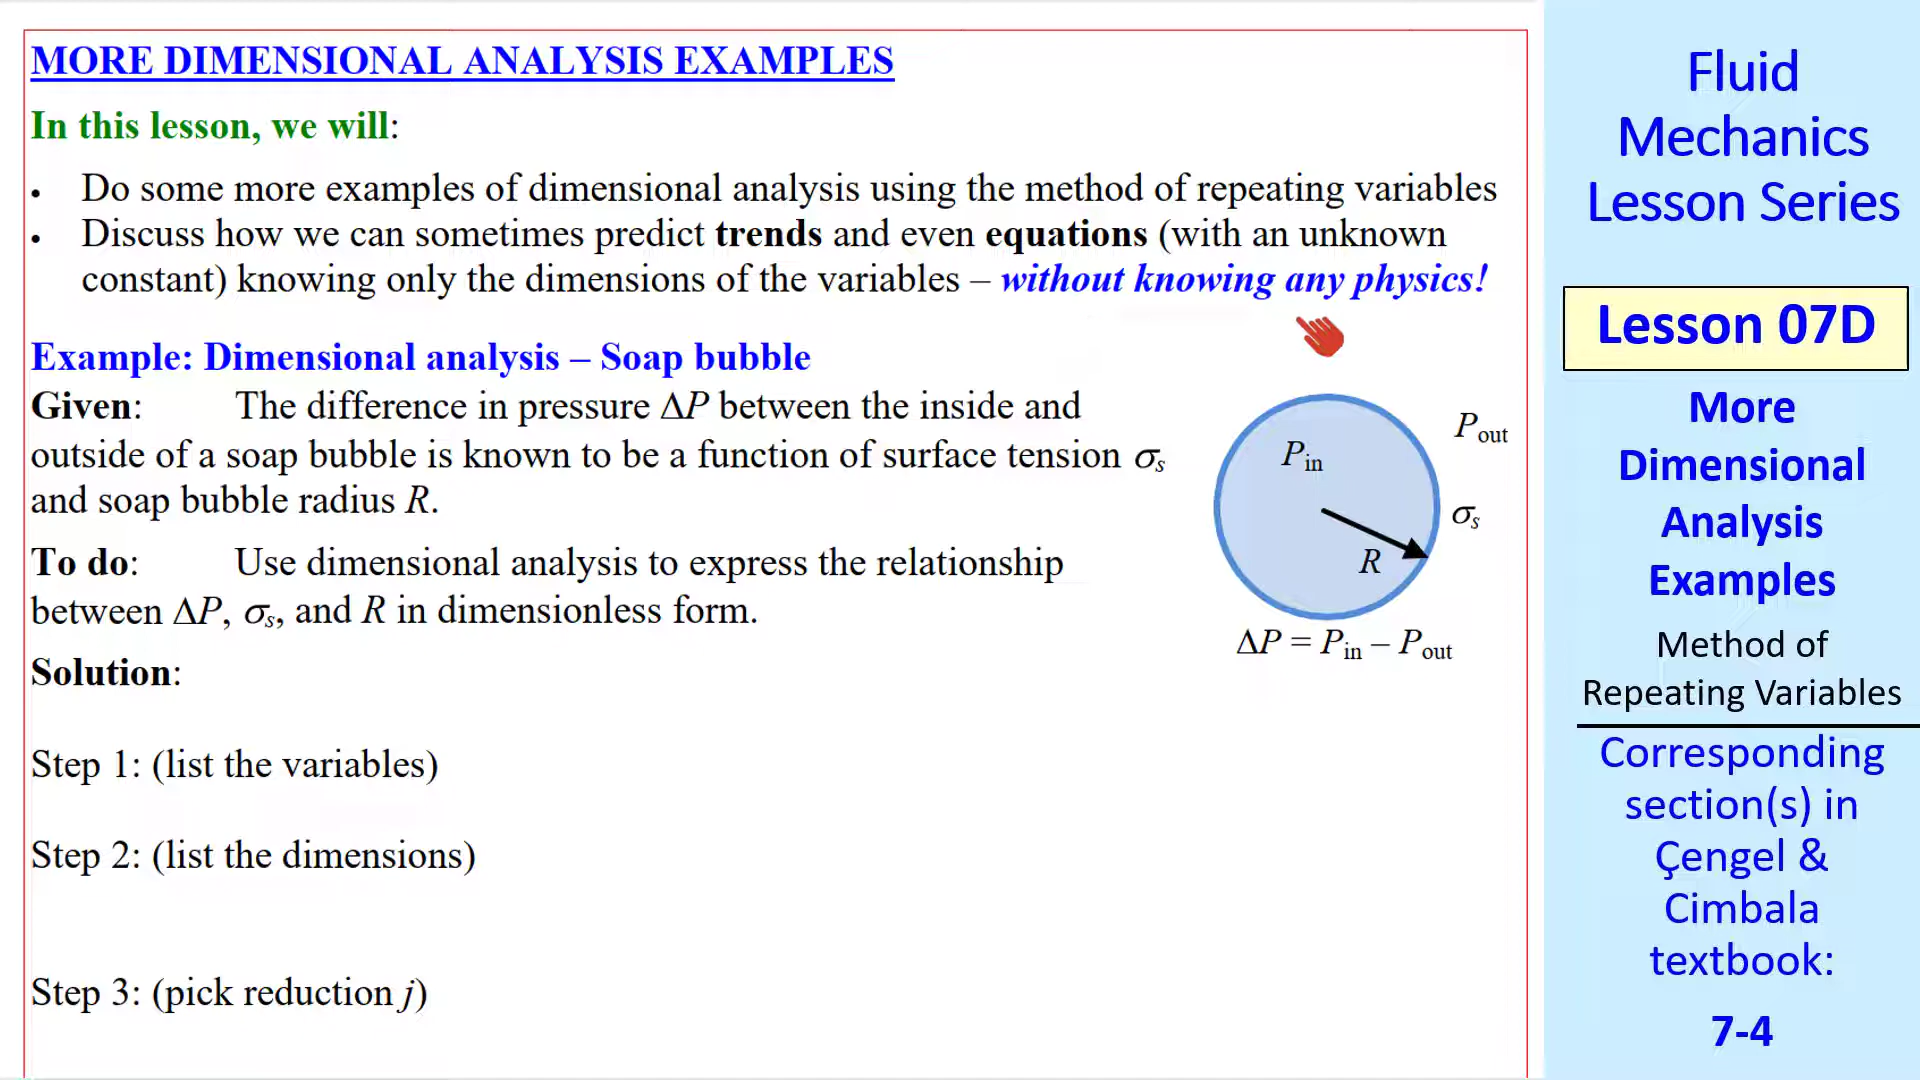 MORE DIMENSIONAL ANALYSIS EXAMPLES
In this lesson, we will:
• Do some more examples of dimensional analysis using the method of repeating variables
• Discuss how we can sometimes predict trends and even equations (with an unknown
constant) knowing only the dimensions of the variables – without knowing any physics!
Example: Dimensional analysis – Soap bubble
Given: The difference in pressure ΔP between the inside and
outside of a soap bubble is known to be a function of surface tension σs
and soap bubble radius R.
To do: Use dimensional analysis to express the relationship
between ΔP, σs, and R in dimensionless form.
Solution:
Step 1: (list the variables)
Step 2: (list the dimensions)
Step 3: (pick reduction j)
Pin
Pout
σs
R
ΔP = Pin – Pout
Fluid
Mechanics
Lesson Series
Lesson 07D
More
Dimensional
Analysis
Examples
Method of
Repeating Variables
Corresponding
section(s) in
Çengel &
Cimbala
textbook:
7-4